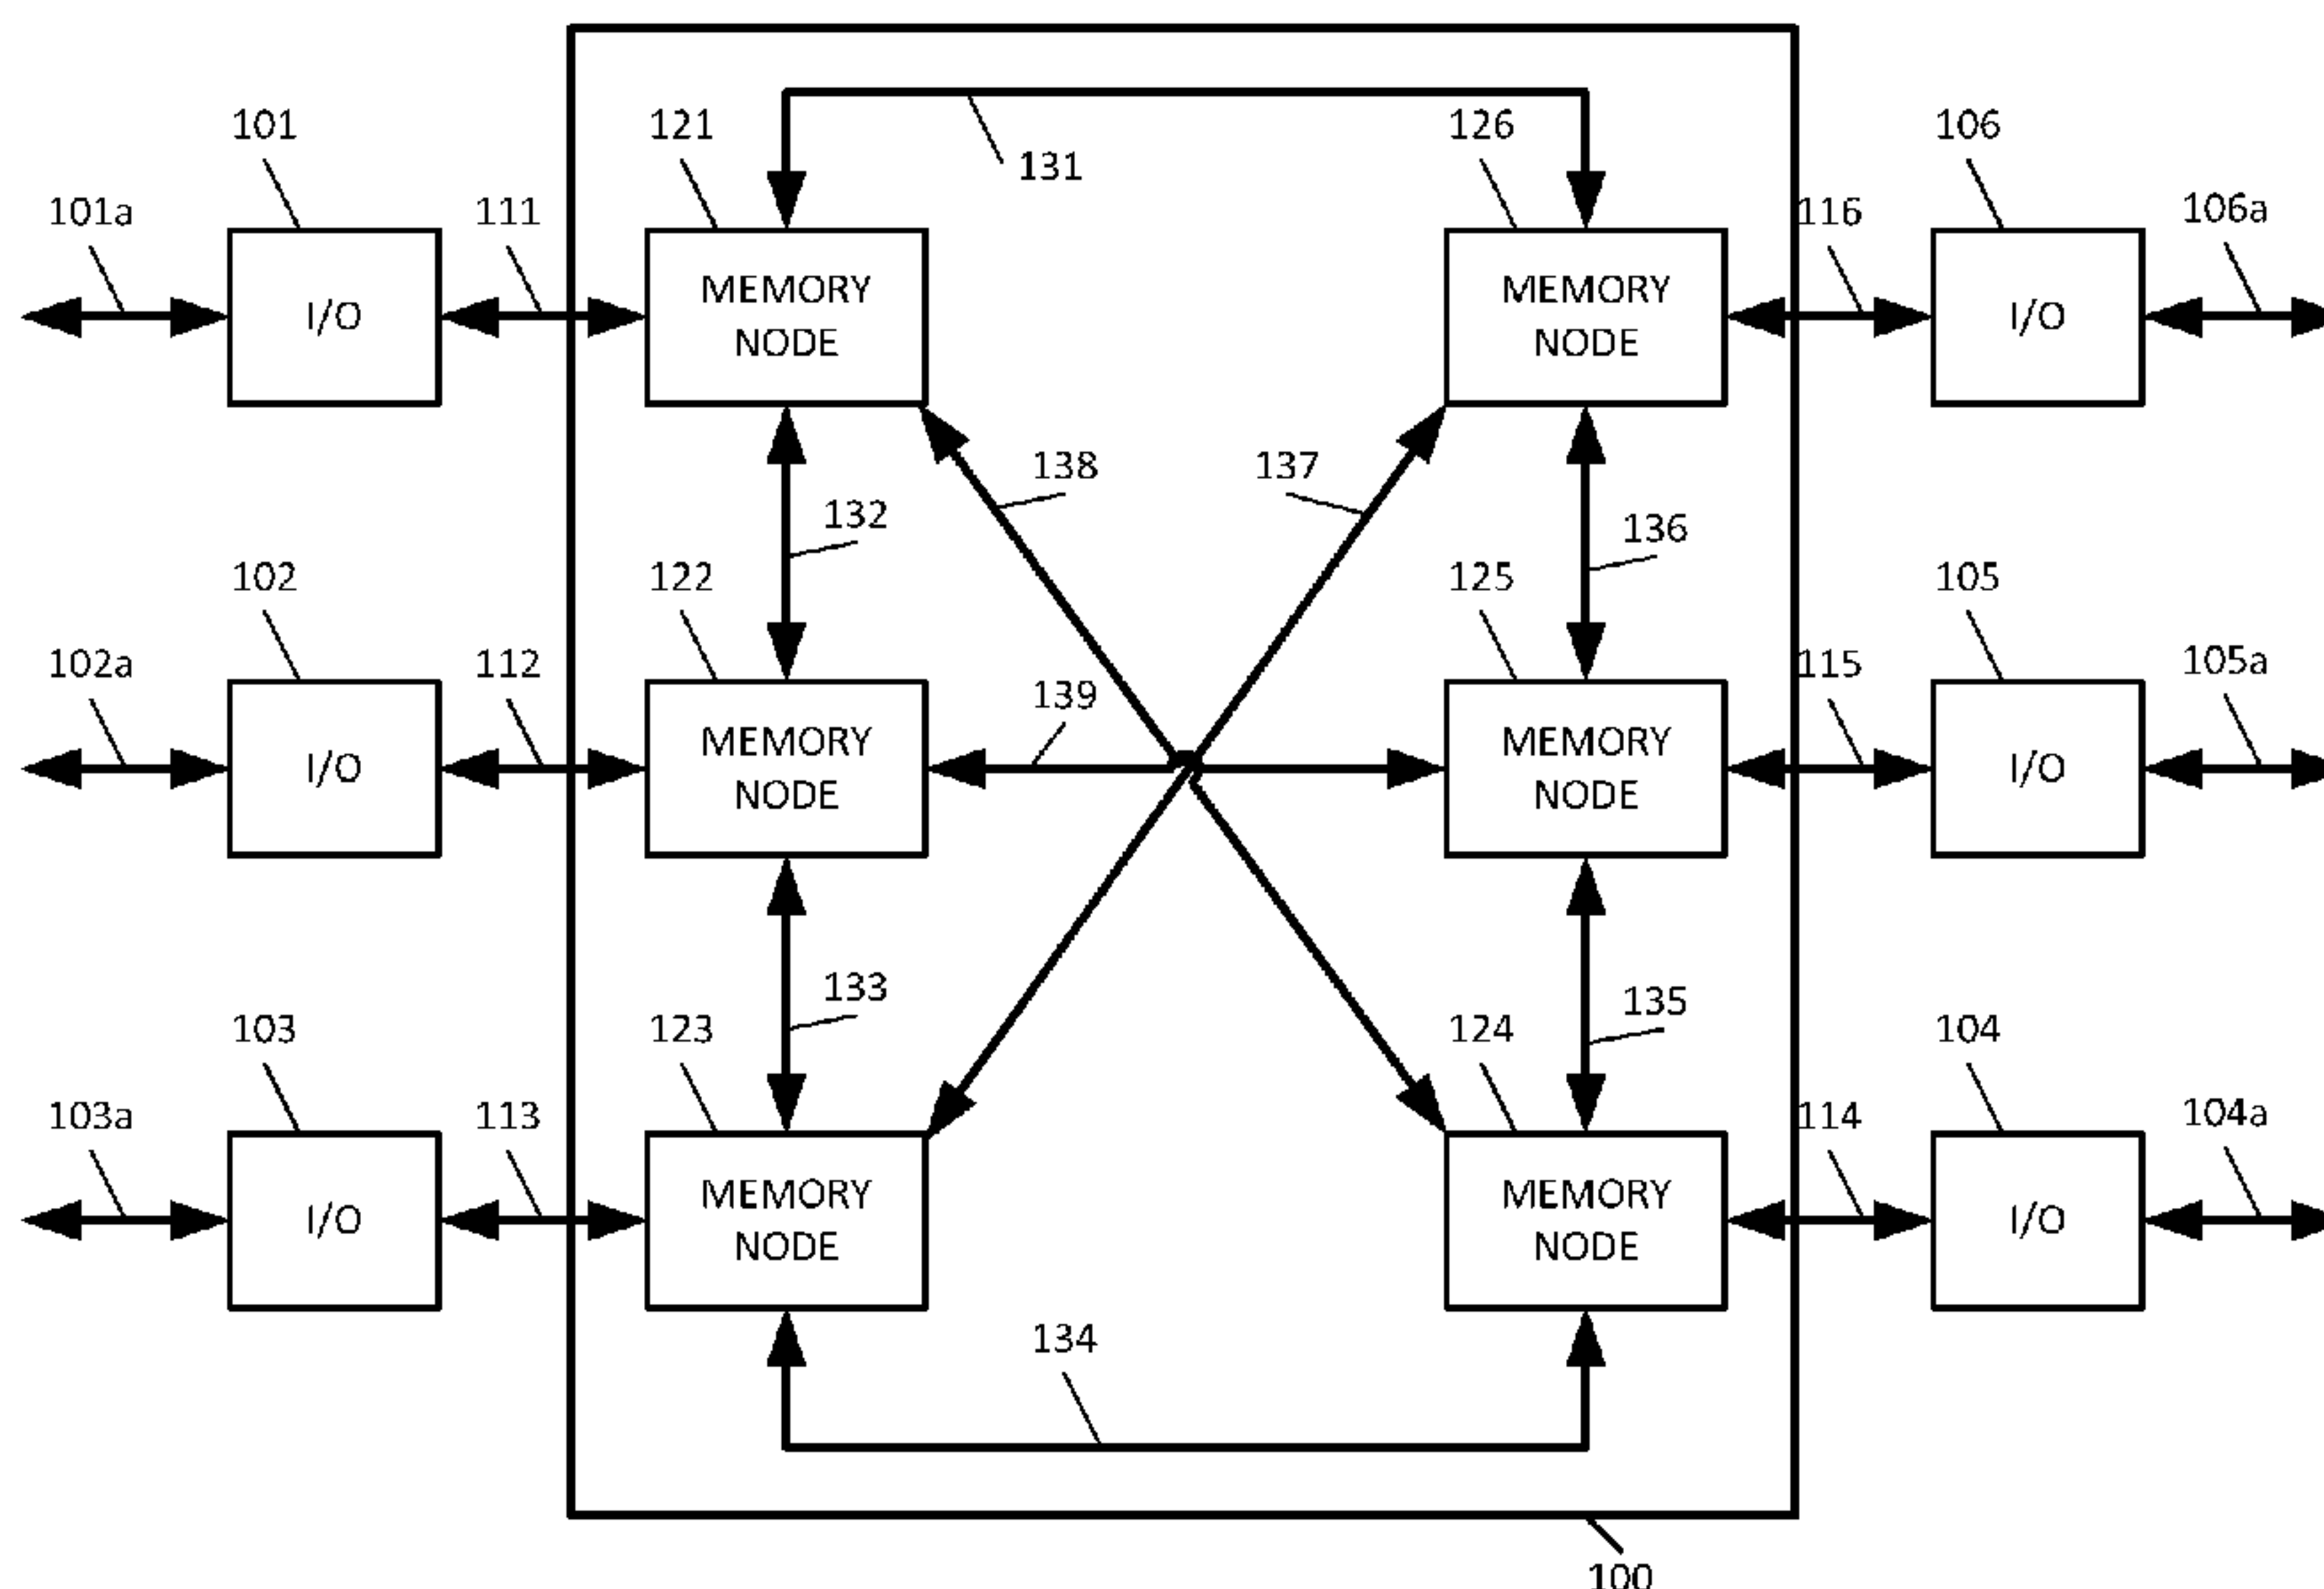 101
121
126
106
131
101a
111
116
106a
I/O
MEMORY
NODE
MEMORY
NODE
I/O
138
137
132
136
102
122
125
105
102a
112
139
115
105a
I/O
MEMORY
NODE
MEMORY
NODE
I/O
133
135
103
123
124
104
103a
113
114
104a
I/O
MEMORY
NODE
MEMORY
NODE
I/O
134
100